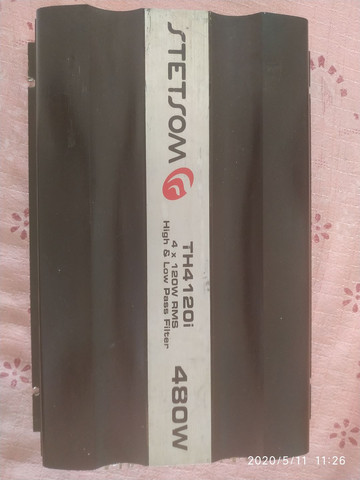 STETSOM
TH4120i
4 x 120W RMS
High & Low Pass Filter
480W
2020/5/11 11:26